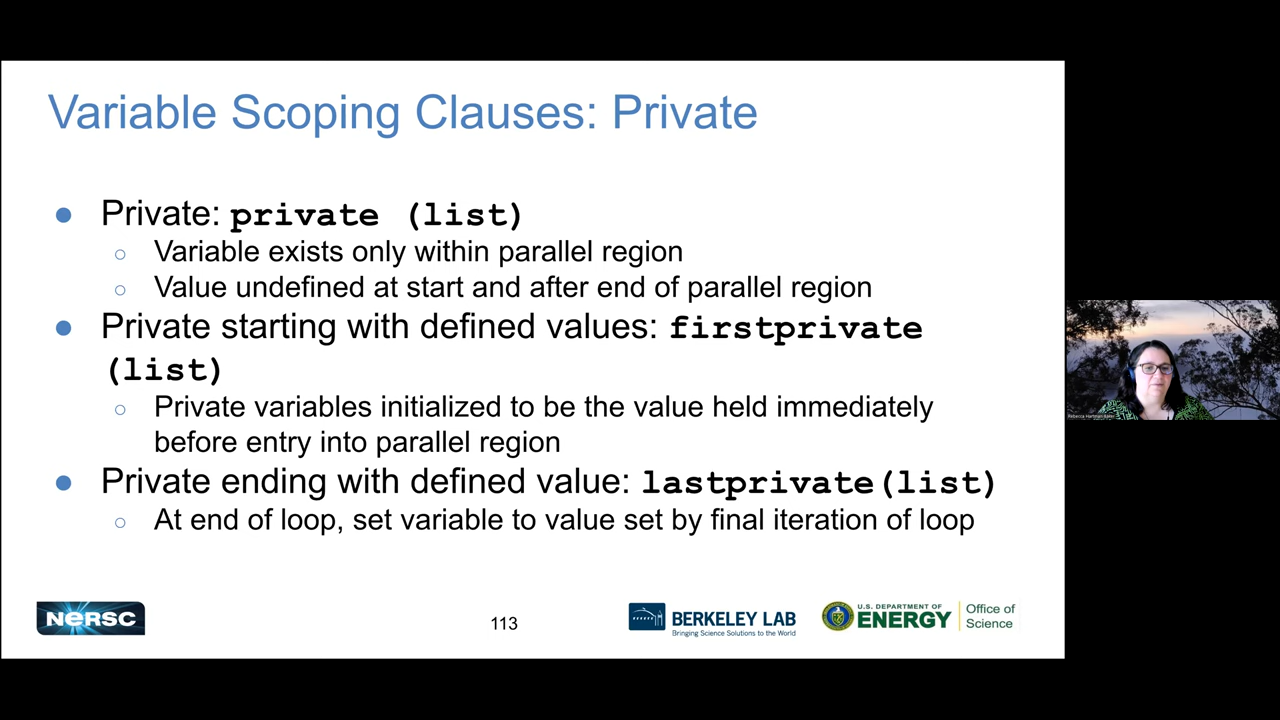 Variable Scoping Clauses: Private
● Private: private (list)
○ Variable exists only within parallel region
○ Value undefined at start and after end of parallel region
● Private starting with defined values: firstprivate
(list)
○ Private variables initialized to be the value held immediately
before entry into parallel region
● Private ending with defined value: lastprivate(list)
○ At end of loop, set variable to value set by final iteration of loop
NERSC
113
BERKELEY LAB
Bringing Science Solutions to the World
U.S. DEPARTMENT OF
ENERGY
Office of
Science